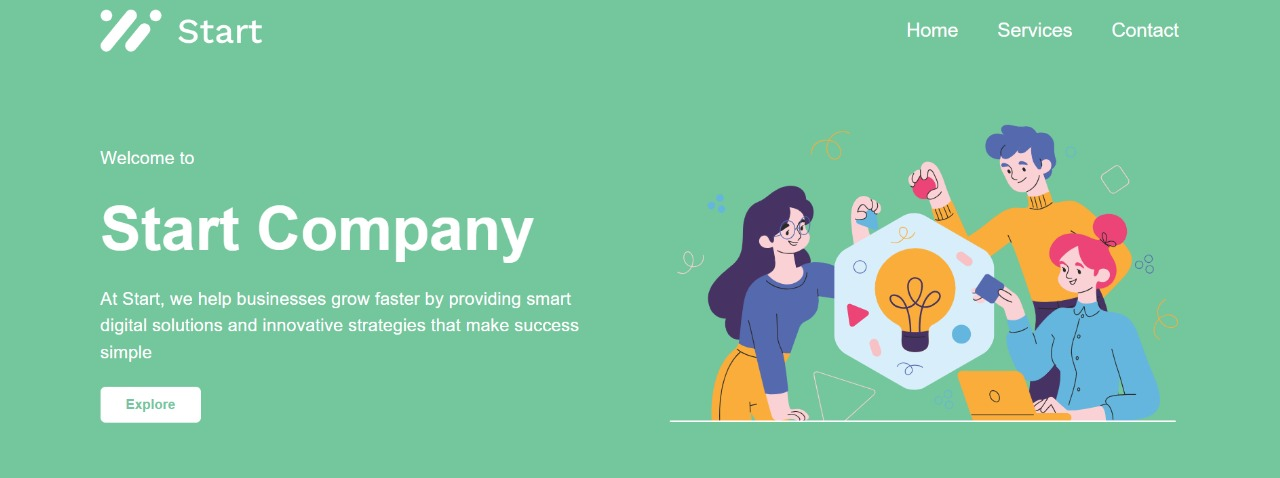 Start
Home Services Contact
Welcome to
Start Company
At Start, we help businesses grow faster by providing smart
digital solutions and innovative strategies that make success
simple
Explore